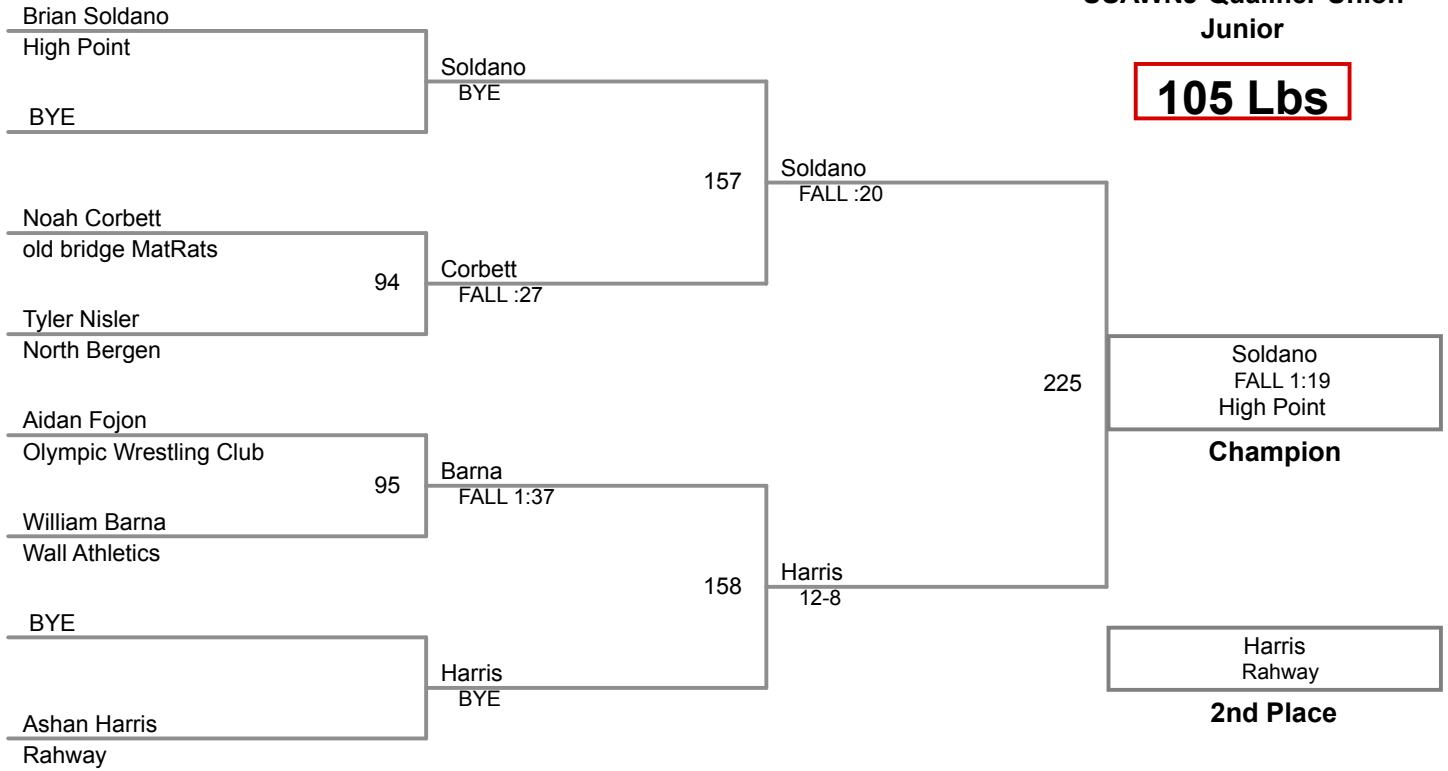 Junior
105 Lbs
Brian Soldano
High Point
BYE
Soldano
BYE
Noah Corbett
old bridge MatRats
94
Tyler Nisler
North Bergen
Corbett
FALL :27
157
Soldano
FALL :20
Aidan Fojon
Olympic Wrestling Club
95
William Barna
Wall Athletics
Barna
FALL 1:37
BYE
Ashan Harris
Rahway
Harris
BYE
158
Harris
12-8
225
Soldano
FALL 1:19
High Point
Champion
Harris
Rahway
2nd Place